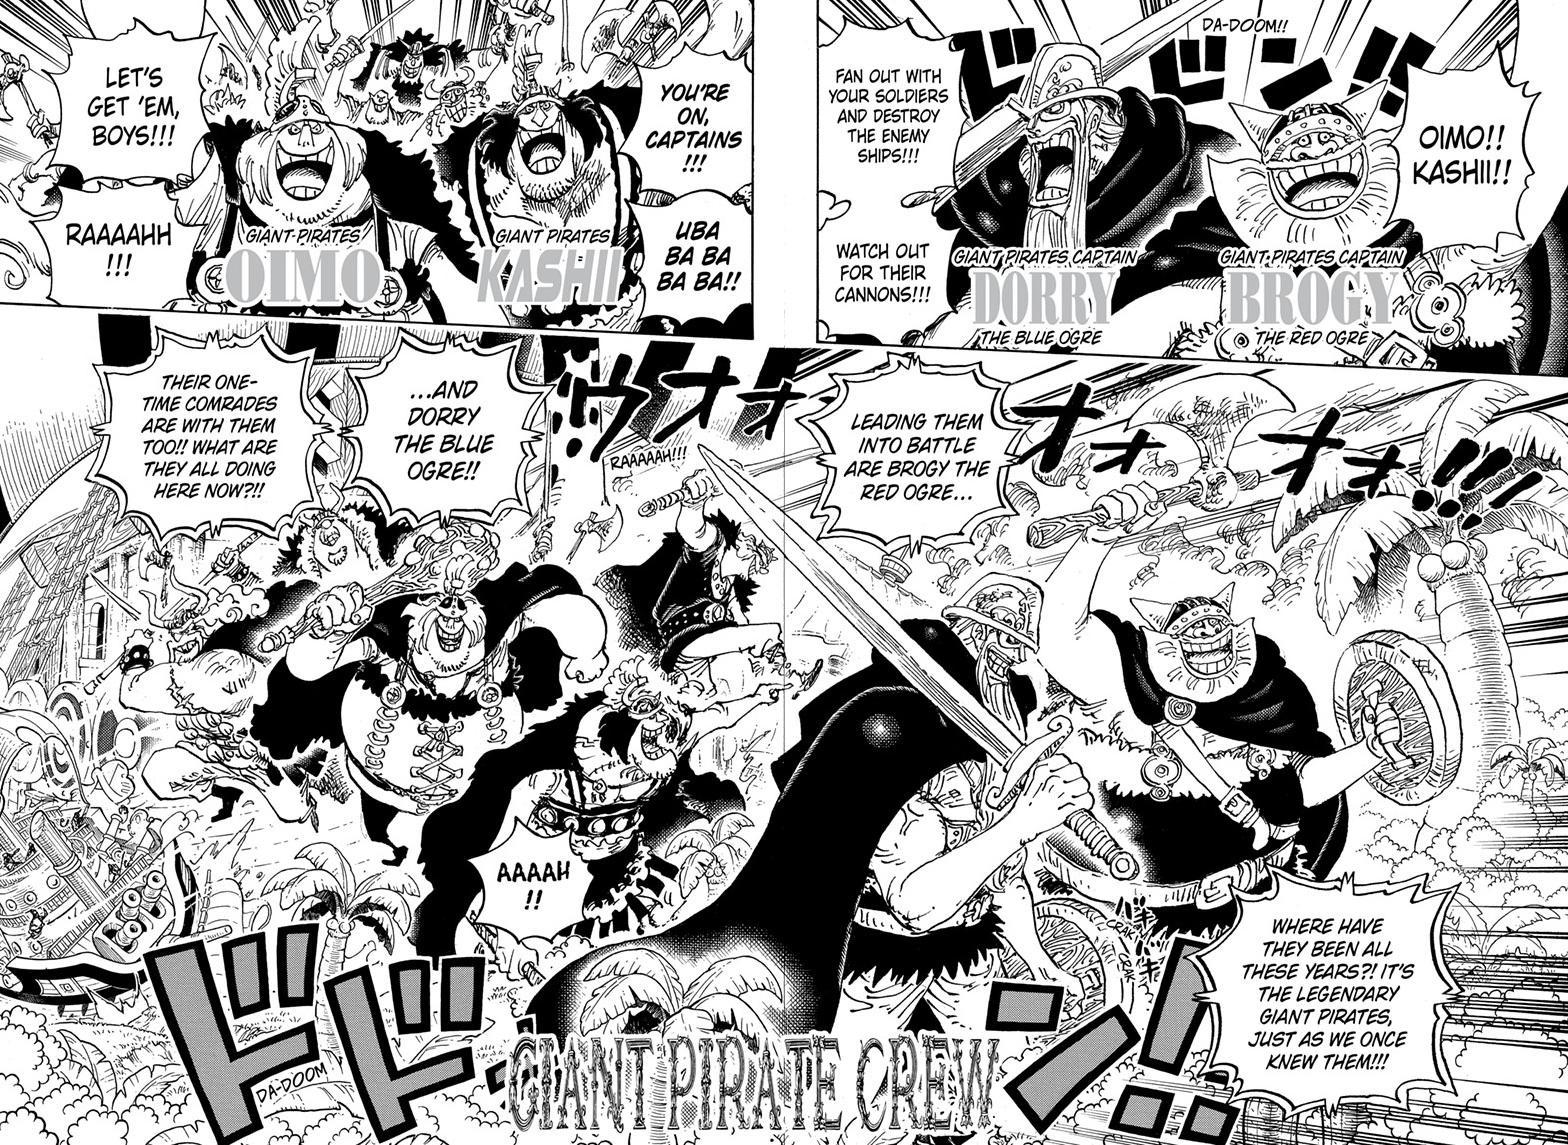 DA-DOOM!!
ドドン!!
OIMO!!
KASHII!!
FAN OUT WITH
YOUR SOLDIERS
AND DESTROY
THE ENEMY
SHIPS!!!
WATCH OUT
FOR THEIR
CANNONS!!!
GIANT PIRATES CAPTAIN
BROGY
THE RED OGRE
GIANT PIRATES CAPTAIN
DORRY
THE BLUE OGRE
YOU'RE
ON,
CAPTAINS
!!!
UBA
BA BA
BA BA!!
GIANT PIRATES
KASHII
GIANT PIRATES
OIMO
LET'S
GET 'EM,
BOYS!!!
RAAAAHH
!!!
ウオオオオオオ!!!
RAAAAAH!!!
LEADING THEM
INTO BATTLE
ARE BROGY THE
RED OGRE...
...AND
DORRY
THE BLUE
OGRE!!
THEIR ONE-
TIME COMRADES
ARE WITH THEM
TOO!! WHAT ARE
THEY ALL DOING
HERE NOW?!!
AAAAH
!!
WHERE HAVE
THEY BEEN ALL
THESE YEARS?! IT'S
THE LEGENDARY
GIANT PIRATES,
JUST AS WE ONCE
KNEW THEM!!!
ドドン!!
DA-DOOM
GIANT PIRATE CREW